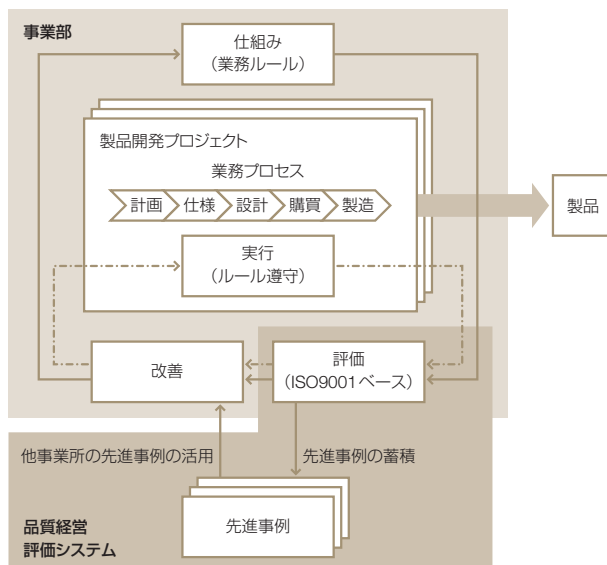 事業部
仕組み
（業務ルール）
製品開発プロジェクト
業務プロセス
計画
仕様
設計
購買
製造
製品
実行
（ルール遵守）
改善
評価
（ISO9001ベース）
他事業所の先進事例の活用
先進事例の蓄積
先進事例
品質経営
評価システム